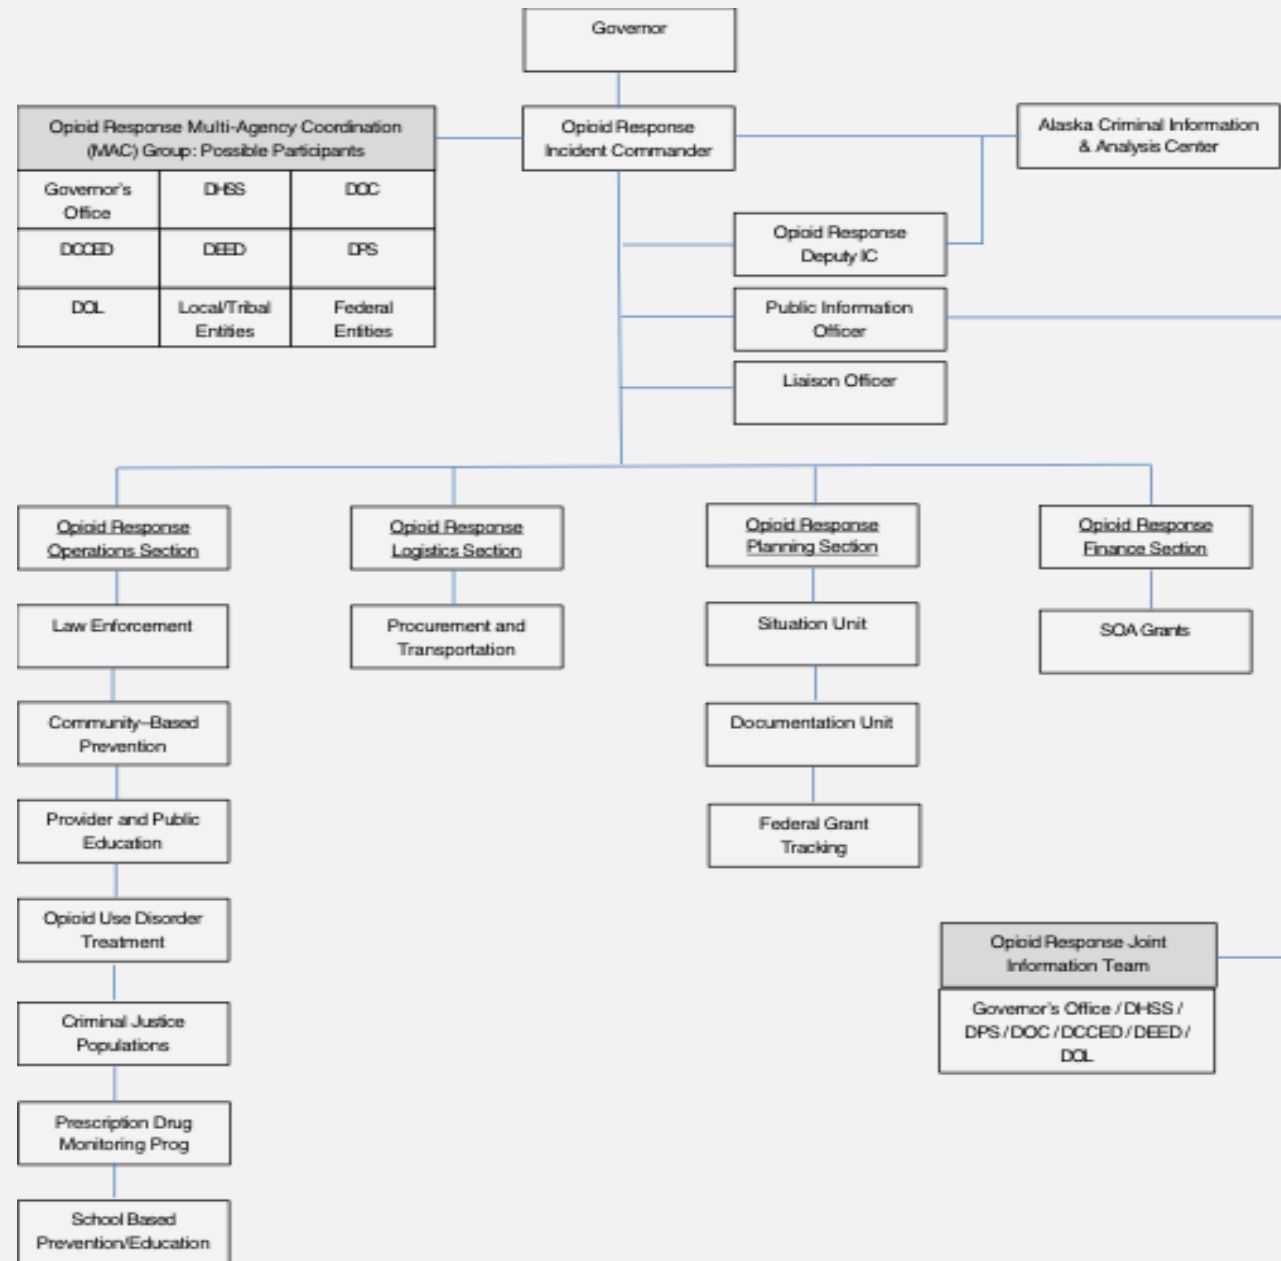 Governor
Opioid Response Multi-Agency Coordination
(MAC) Group: Possible Participants
Governor's
Office
DHSS
DOC
DCCED
DEED
DPS
DOL
Local/Tribal
Entities
Federal
Entities
Opioid Response
Incident Commander
Alaska Criminal Information
& Analysis Center
Opioid Response
Deputy IC
Public Information
Officer
Liaison Officer
Opioid Response
Operations Section
Law Enforcement
Community–Based
Prevention
Provider and Public
Education
Opioid Use Disorder
Treatment
Criminal Justice
Populations
Prescription Drug
Monitoring Prog
School Based
Prevention/Education
Opioid Response
Logistics Section
Procurement and
Transportation
Opioid Response
Planning Section
Situation Unit
Documentation Unit
Federal Grant
Tracking
Opioid Response
Finance Section
SOA Grants
Opioid Response Joint
Information Team
Governor's Office / DHSS /
DPS / DOC / DCCED / DEED /
DOL